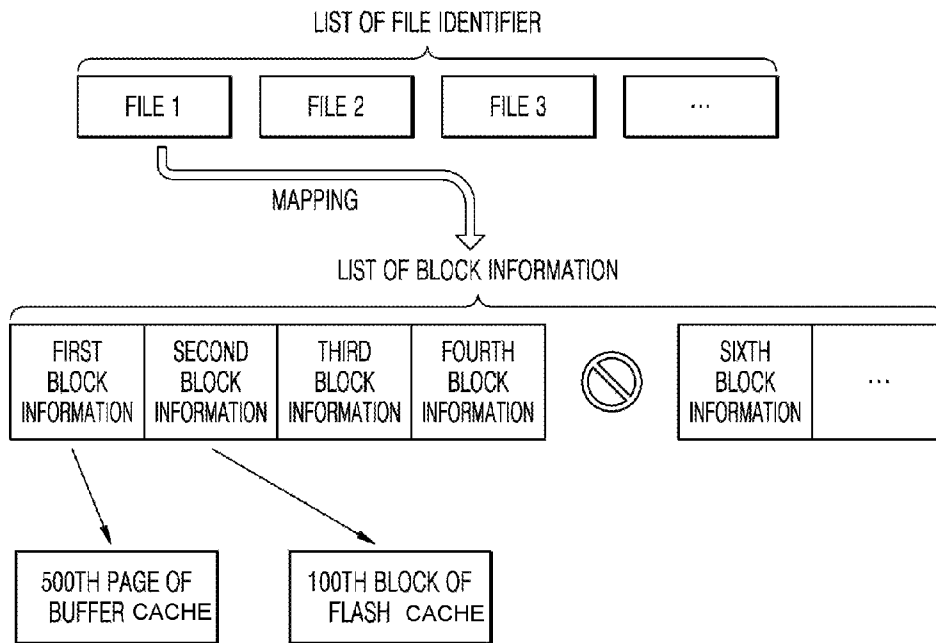 LIST OF FILE IDENTIFIER
FILE 1
FILE 2
FILE 3
...
MAPPING
LIST OF BLOCK INFORMATION
FIRST
BLOCK
INFORMATION
SECOND
BLOCK
INFORMATION
THIRD
BLOCK
INFORMATION
FOURTH
BLOCK
INFORMATION
SIXTH
BLOCK
INFORMATION
...
500TH PAGE OF
BUFFER CACHE
100TH BLOCK OF
FLASH CACHE